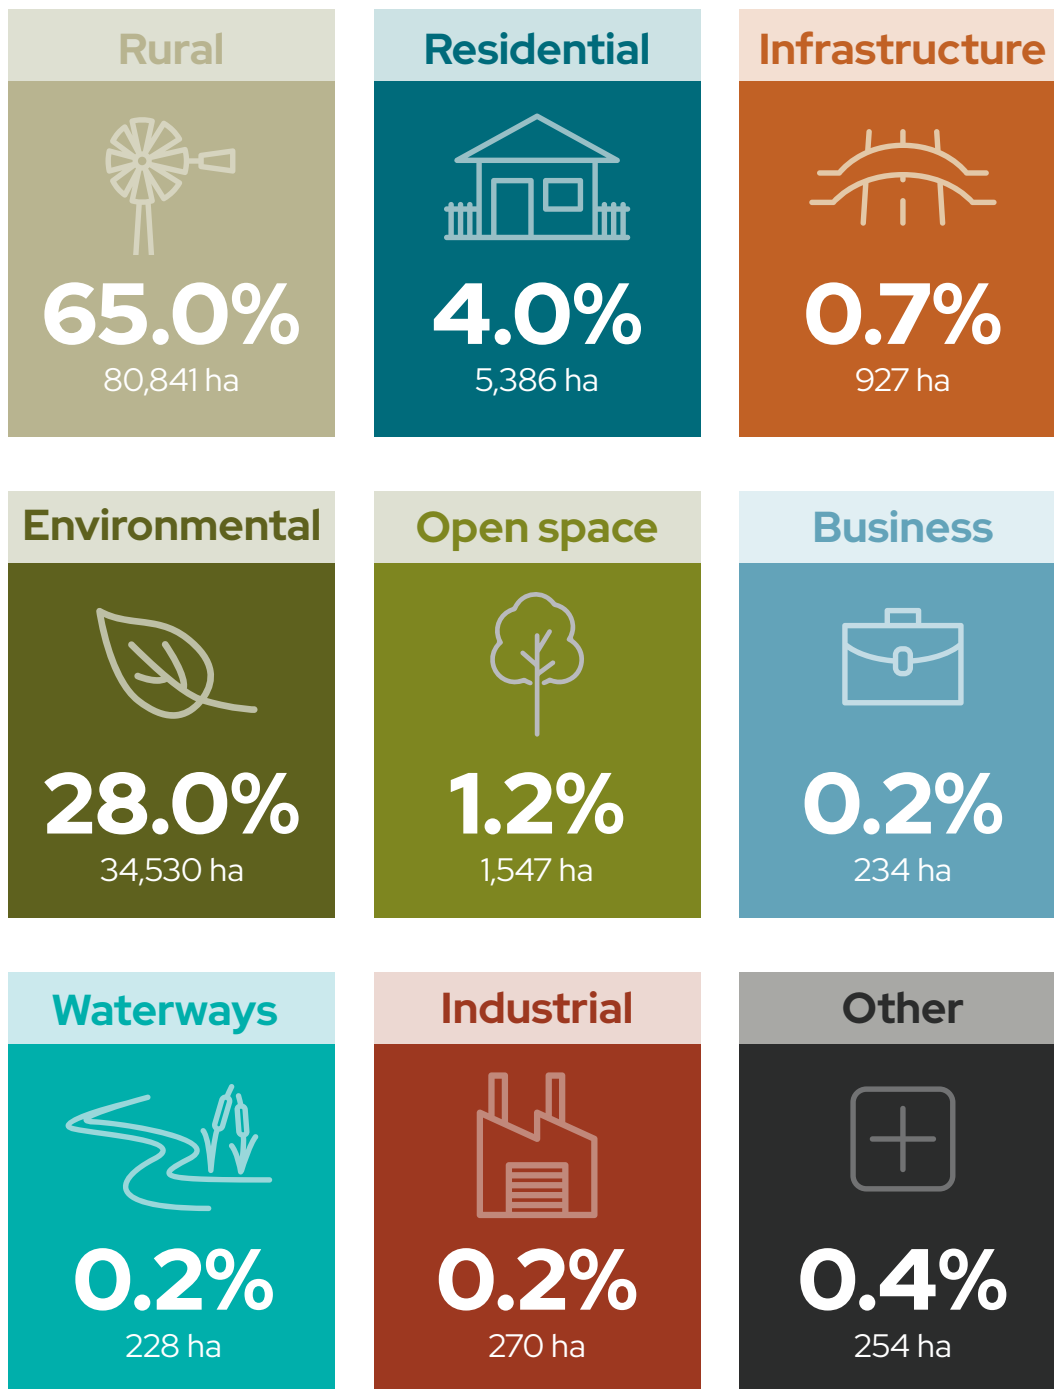 Rural
65.0%
80,841 ha
Residential
4.0%
5,386 ha
Infrastructure
0.7%
927 ha
Environmental
28.0%
34,530 ha
Open space
1.2%
1,547 ha
Business
0.2%
234 ha
Waterways
0.2%
228 ha
Industrial
0.2%
270 ha
Other
0.4%
254 ha